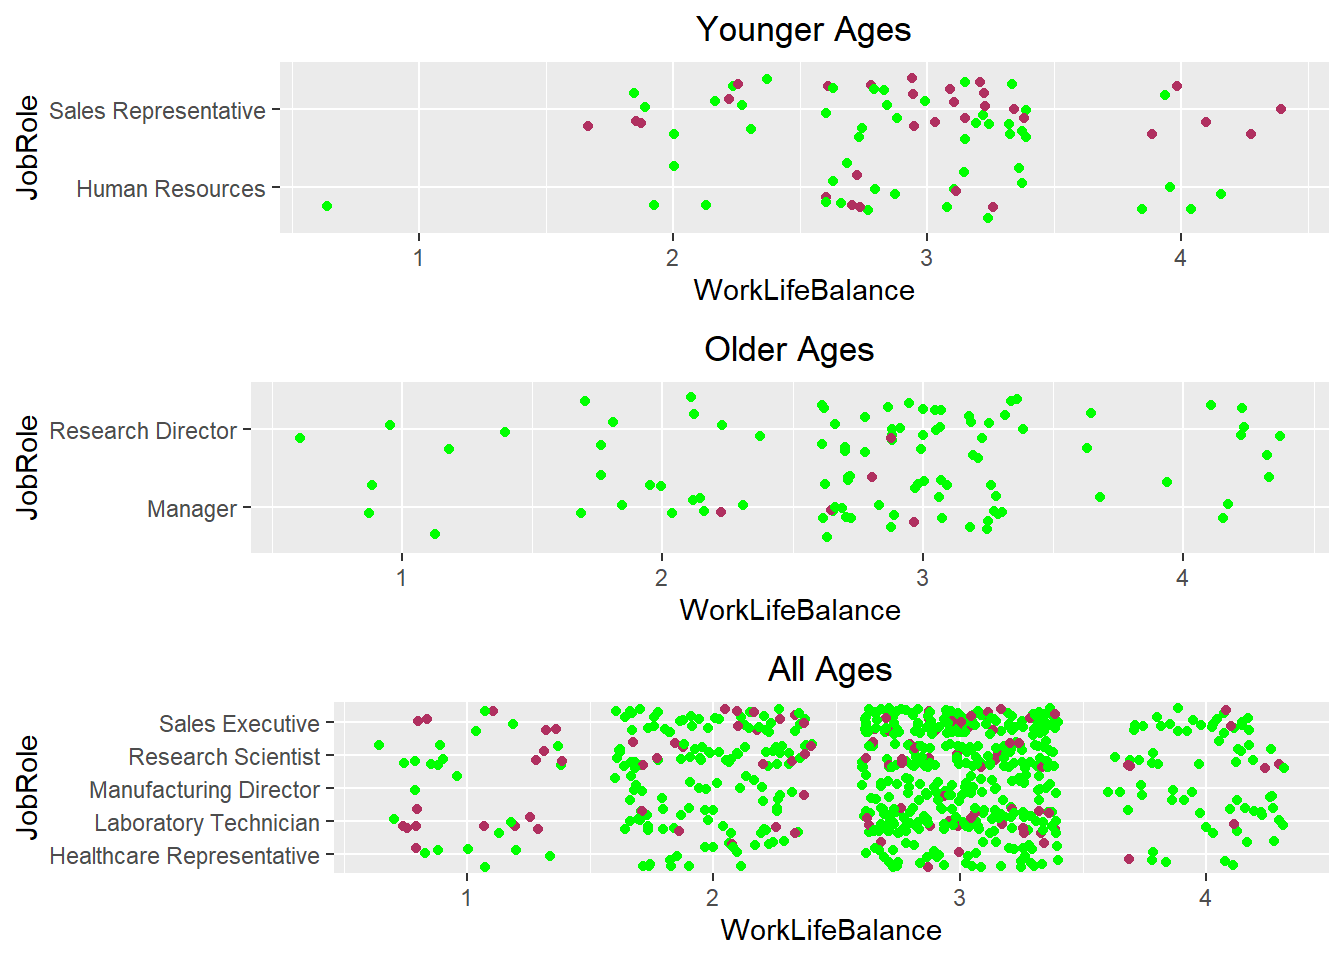 Younger Ages
JobRole
Sales Representative
Human Resources
1 2 3 4
WorkLifeBalance
Older Ages
JobRole
Research Director
Manager
1 2 3 4
WorkLifeBalance
All Ages
JobRole
Sales Executive
Research Scientist
Manufacturing Director
Laboratory Technician
Healthcare Representative
1 2 3 4
WorkLifeBalance